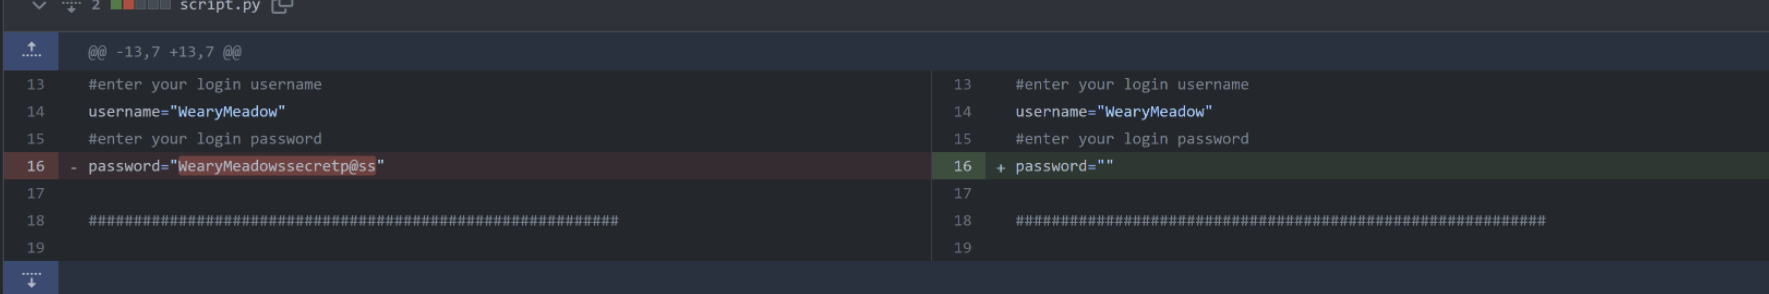 2 script.py
@@ -13,7 +13,7 @@
13 #enter your login username
14 username="WearyMeadow"
15 #enter your login password
16 - password="WearyMeadowssecretp@ss"
17
18 ###########################################################
19
13 #enter your login username
14 username="WearyMeadow"
15 #enter your login password
16 + password=""
17
18 ###########################################################
19